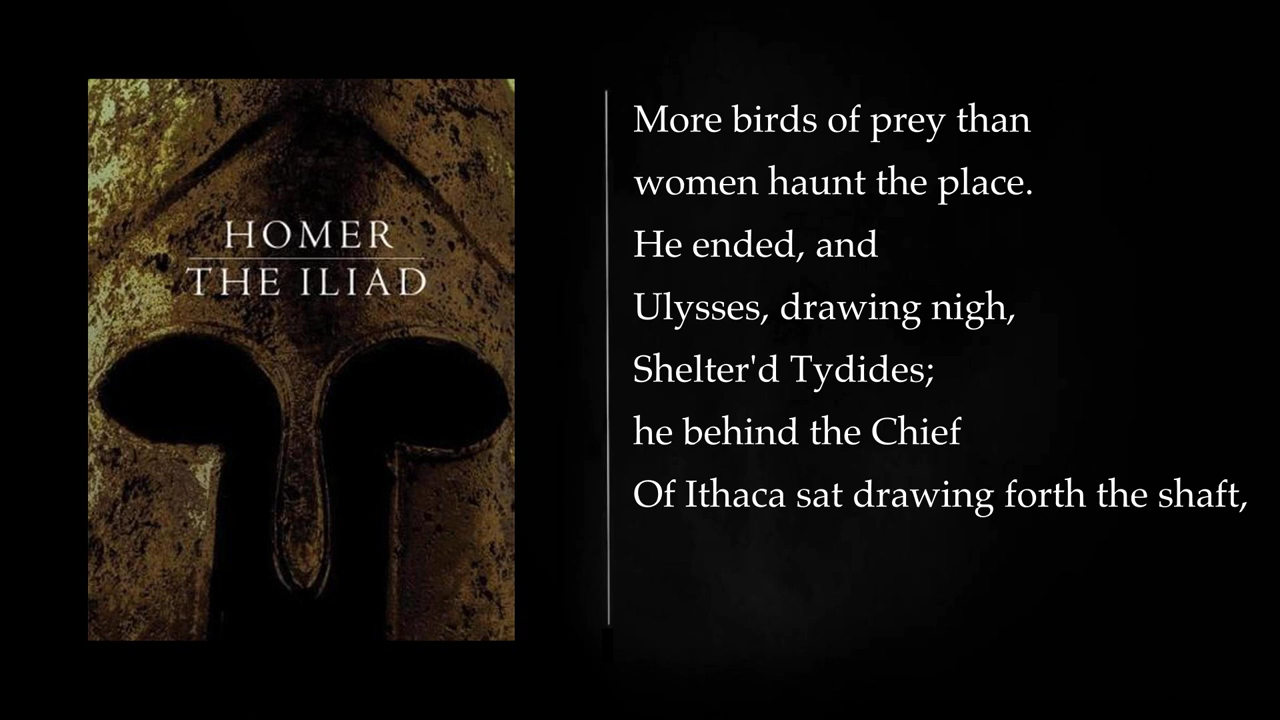 HOMER
THE ILIAD
More birds of prey than
women haunt the place.
He ended, and
Ulysses, drawing nigh,
Shelter'd Tydides;
he behind the Chief
Of Ithaca sat drawing forth the shaft,